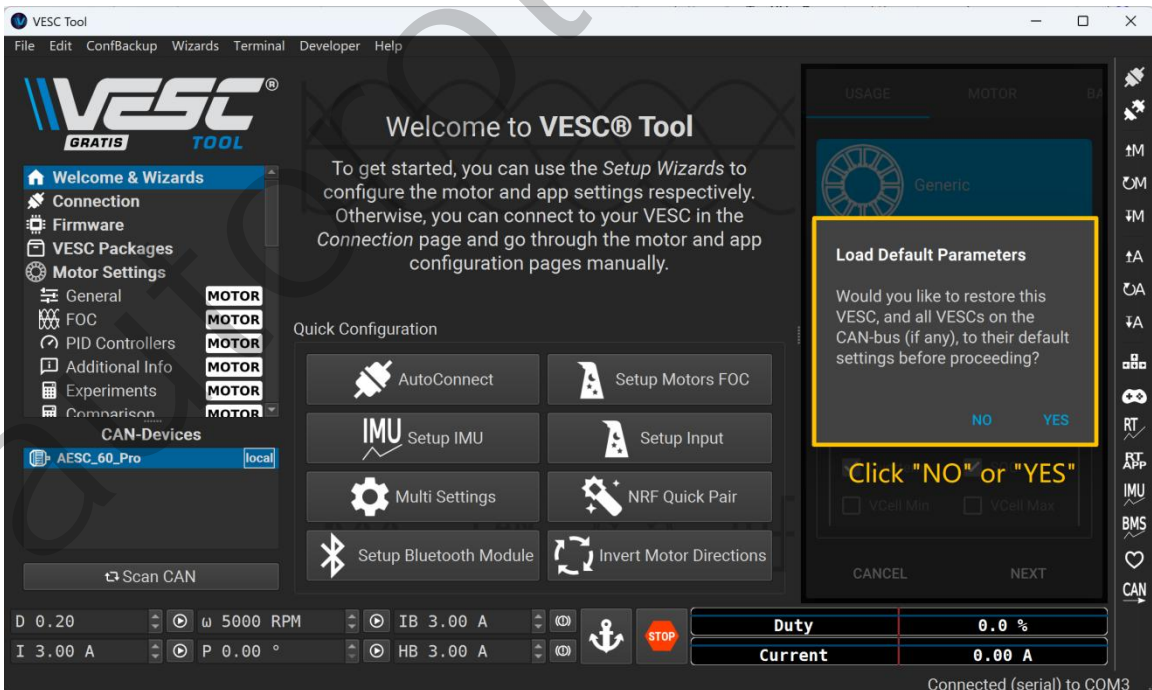 VESC Tool
File Edit ConfBackup Wizards Terminal Developer Help
VESC®
GRATIS TOOL
Welcome & Wizards
Connection
Firmware
VESC Packages
Motor Settings
General MOTOR
FOC MOTOR
PID Controllers MOTOR
Additional Info MOTOR
Experiments MOTOR
Comparison MOTOR
CAN-Devices
AESC_60_Pro local
Scan CAN
Welcome to VESC® Tool
To get started, you can use the Setup Wizards to
configure the motor and app settings respectively.
Otherwise, you can connect to your VESC in the
Connection page and go through the motor and app
configuration pages manually.
Quick Configuration
AutoConnect
Setup Motors FOC
IMU Setup IMU
Setup Input
Multi Settings
NRF Quick Pair
Setup Bluetooth Module
Invert Motor Directions
USAGE MOTOR BA
Generic
Load Default Parameters
Would you like to restore this
VESC, and all VESCs on the
CAN-bus (if any), to their default
settings before proceeding?
NO YES
Click "NO" or "YES"
VCell Min VCell Max
CANCEL NEXT
M
M
M
A
A
A
RT
RT
APP
IMU
BMS
CAN
D 0.20 ω 5000 RPM IB 3.00 A
I 3.00 A P 0.00 ° HB 3.00 A
STOP
Duty 0.0 %
Current 0.00 A
Connected (serial) to COM3